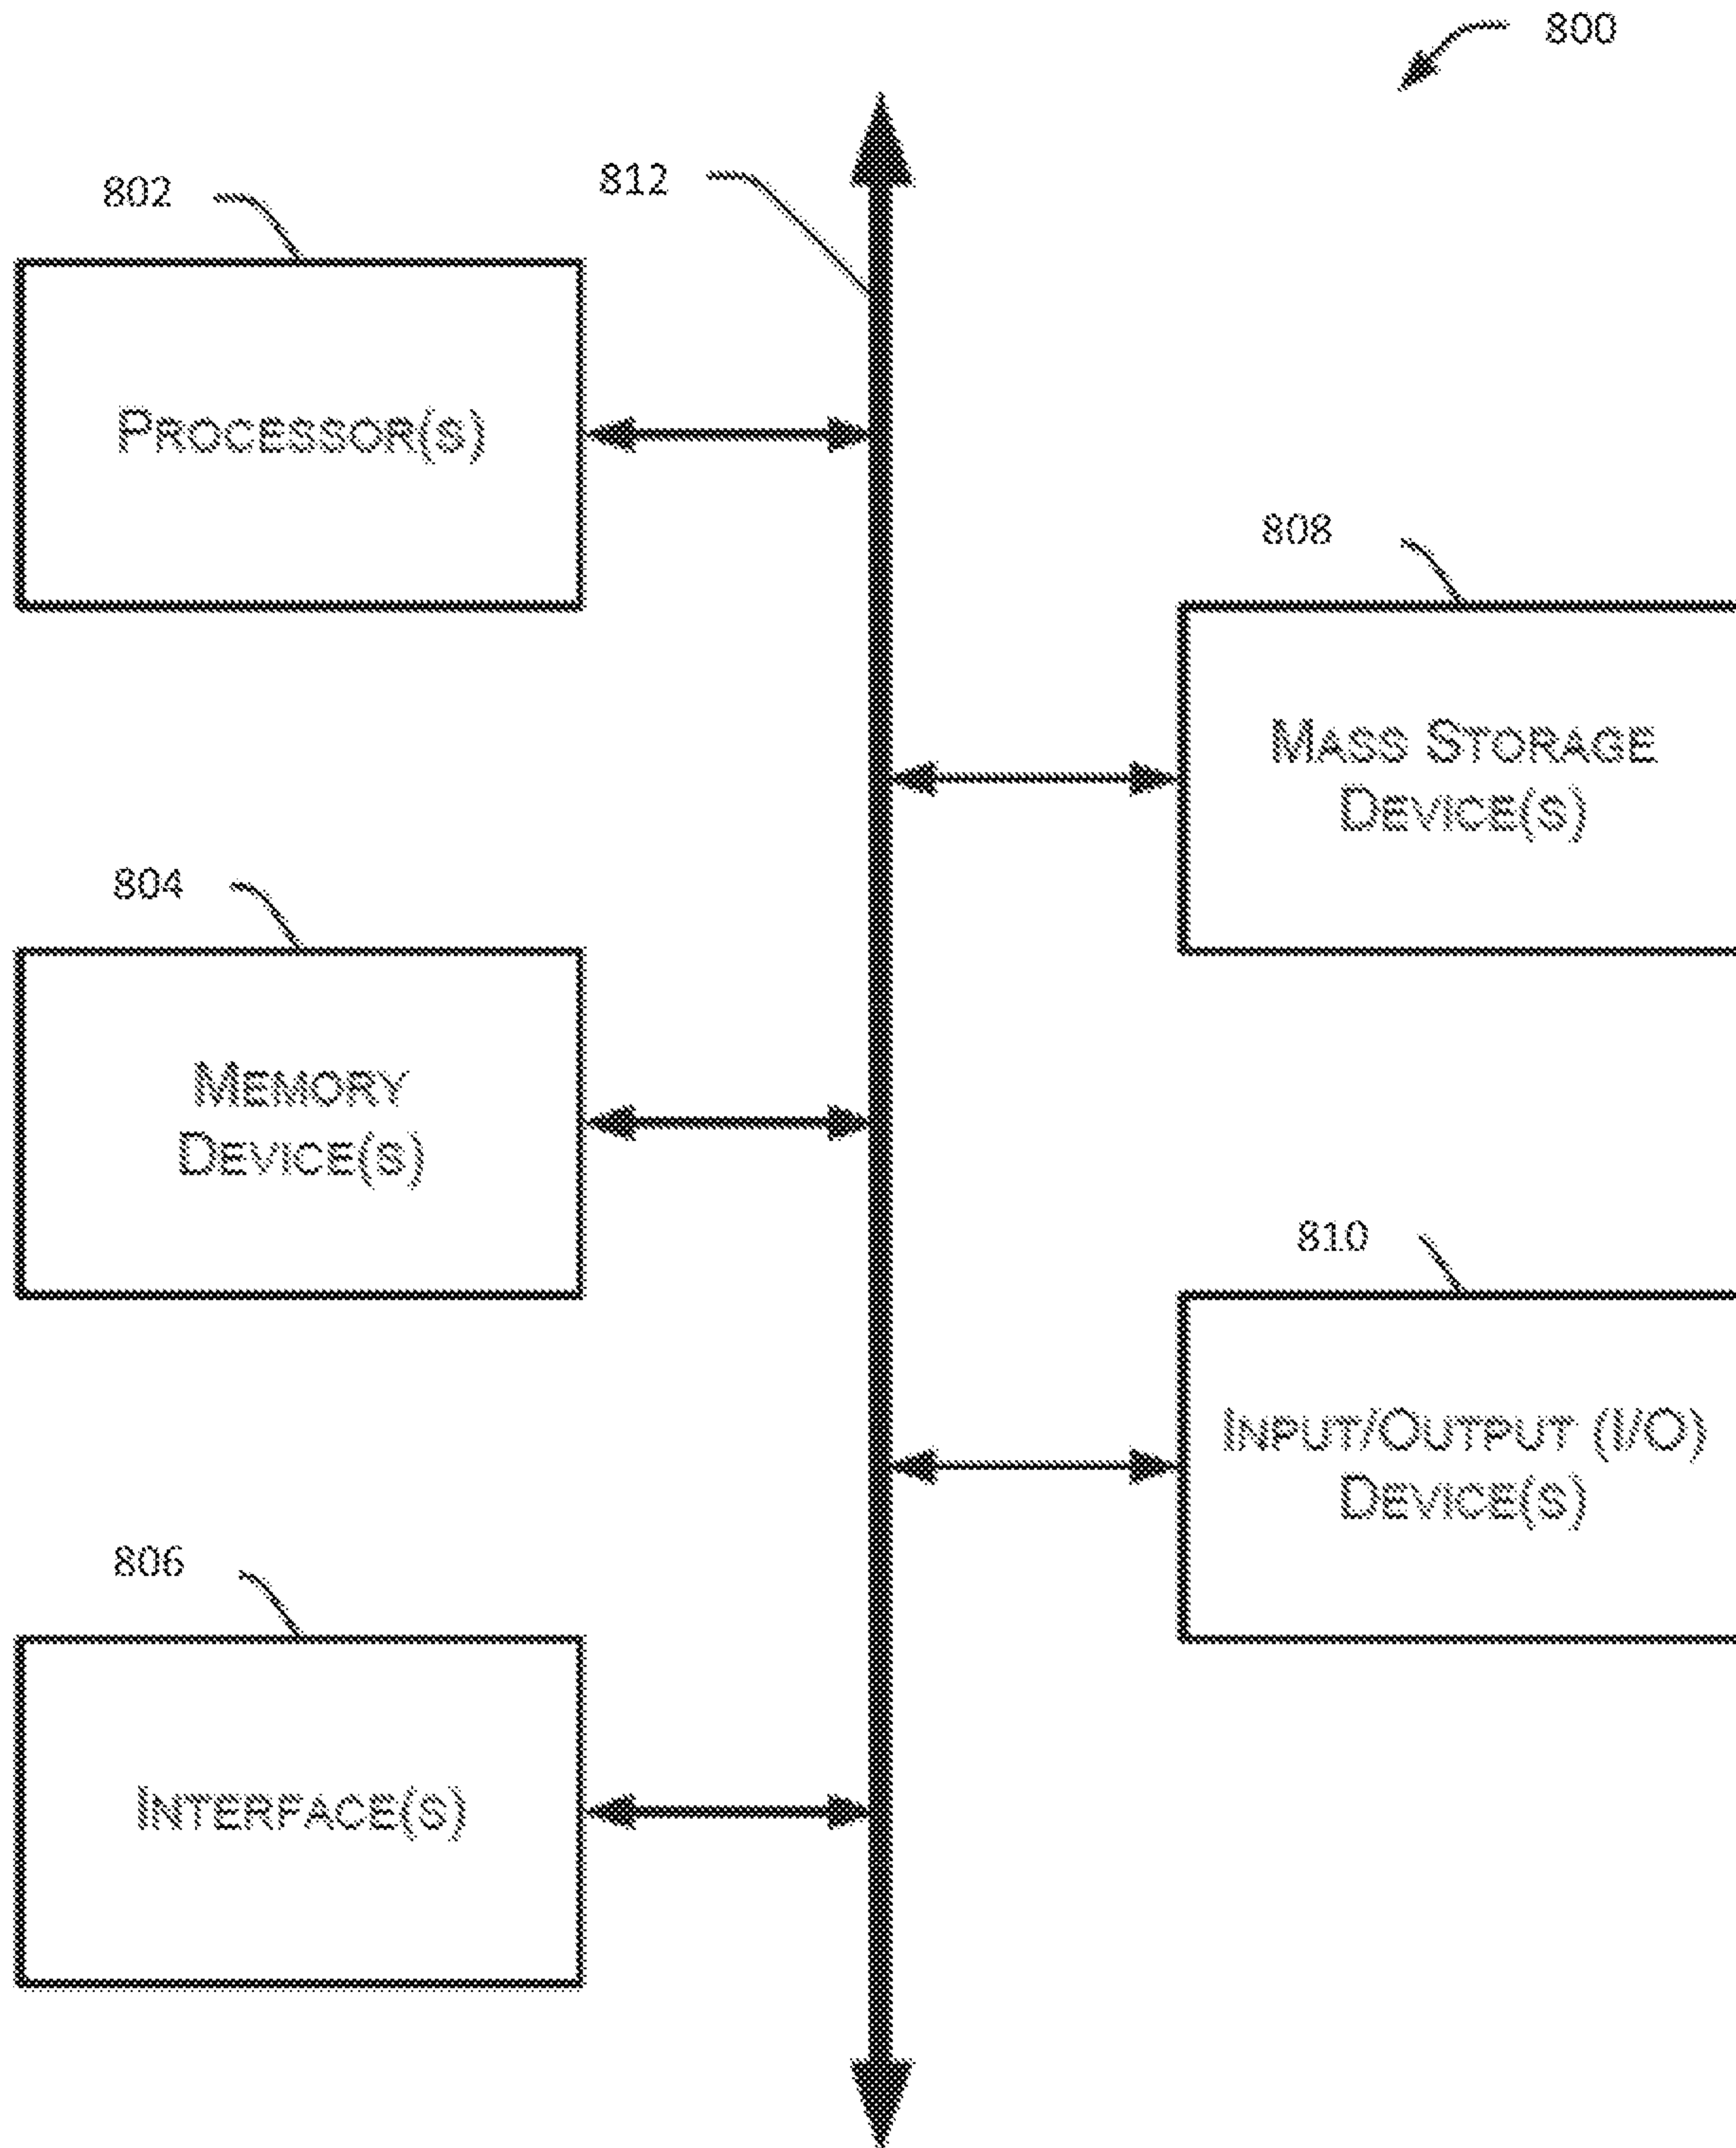 800
802
812
PROCESSOR(S)
808
MASS STORAGE
DEVICE(S)
804
MEMORY
DEVICE(S)
810
INPUT/OUTPUT (I/O)
DEVICE(S)
806
INTERFACE(S)